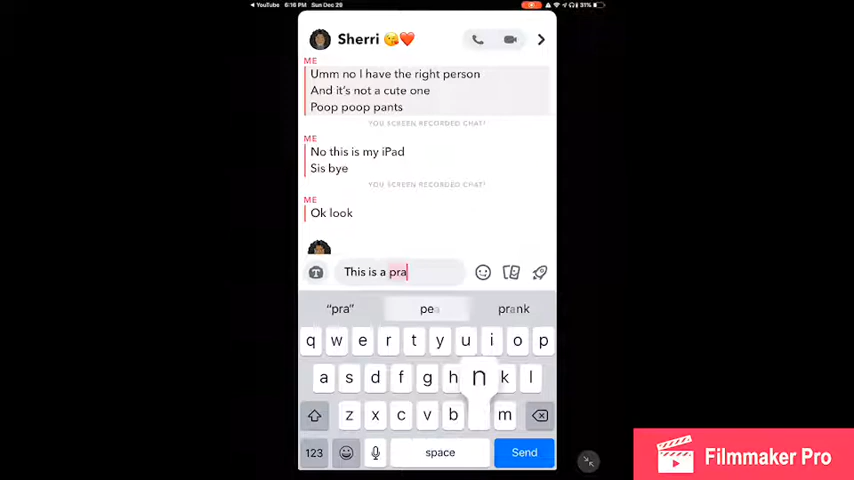 YouTube 6:16 PM Sun Dec 29 31%
Sherri 😘❤️
ME
Umm no I have the right person
And it's not a cute one
Poop poop pants
YOU SCREEN RECORDED CHAT!
ME
No this is my iPad
Sis bye
YOU SCREEN RECORDED CHAT!
ME
Ok look
T This is a pra
"pra" pea prank
q w e r t y u i o p
a s d f g h n k l
z x c v b m
123 space Send
Filmmaker Pro